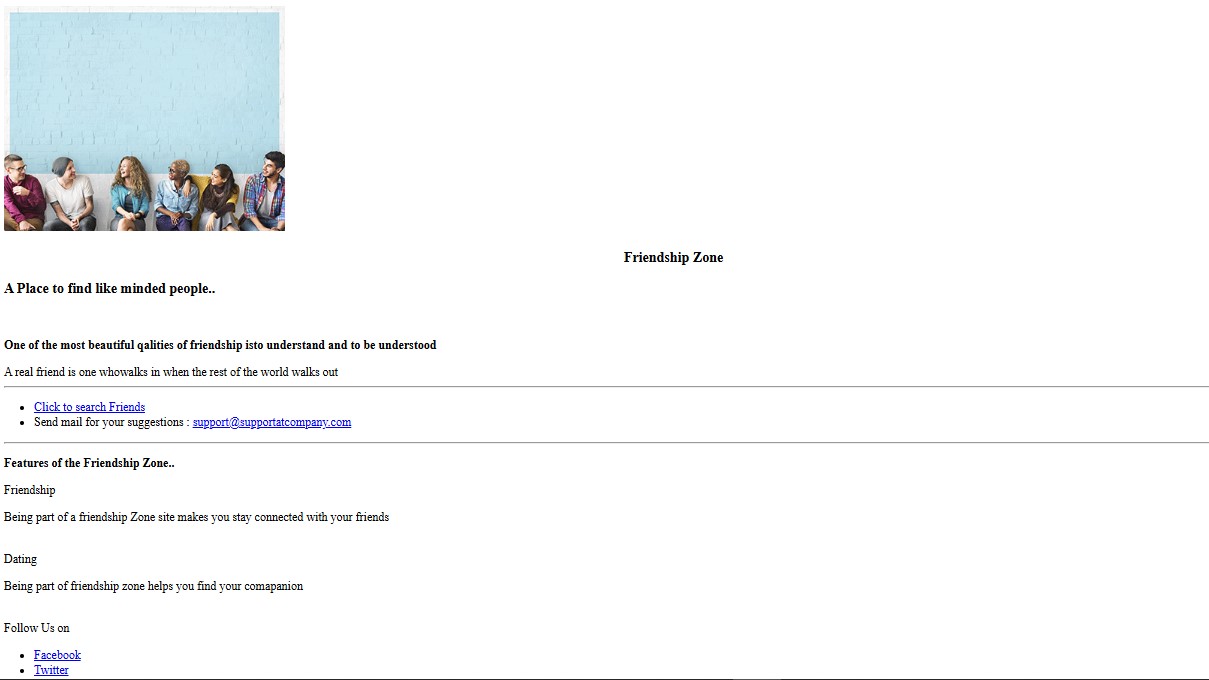 Friendship Zone
A Place to find like minded people..
One of the most beautiful qalities of friendship isto understand and to be understood
A real friend is one whowalks in when the rest of the world walks out
Click to search Friends
Send mail for your suggestions : support@supportatcompany.com
Features of the Friendship Zone..
Friendship
Being part of a friendship Zone site makes you stay connected with your friends
Dating
Being part of friendship zone helps you find your comapanion
Follow Us on
Facebook
Twitter